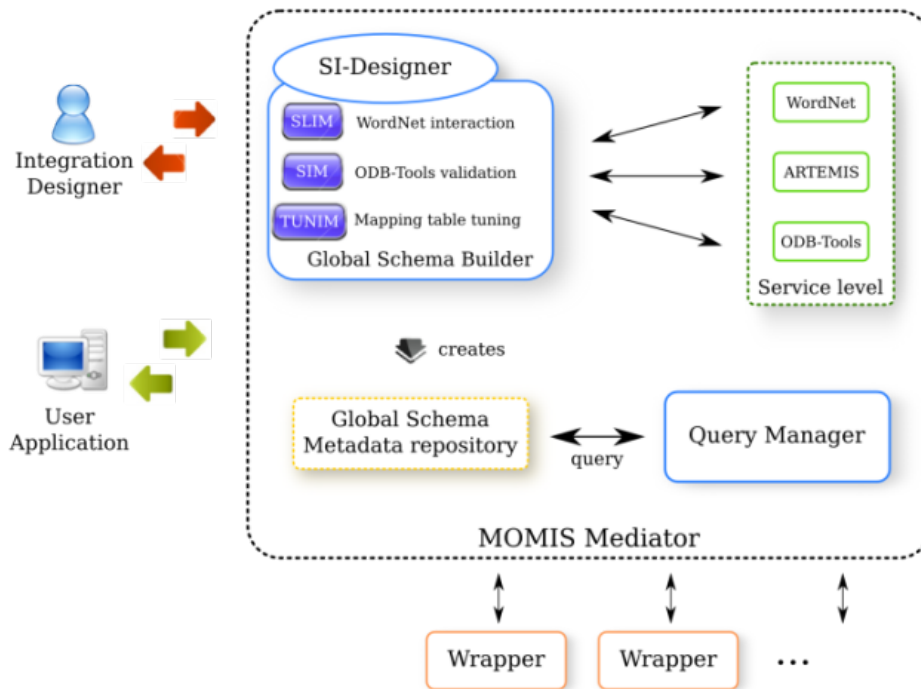 SI-Designer
SLIM WordNet interaction
SIM ODB-Tools validation
TUNIM Mapping table tuning
Global Schema Builder
WordNet
ARTEMIS
ODB-Tools
Service level
Integration
Designer
creates
User
Application
Global Schema
Metadata repository
query
Query Manager
MOMIS Mediator
Wrapper
Wrapper
...